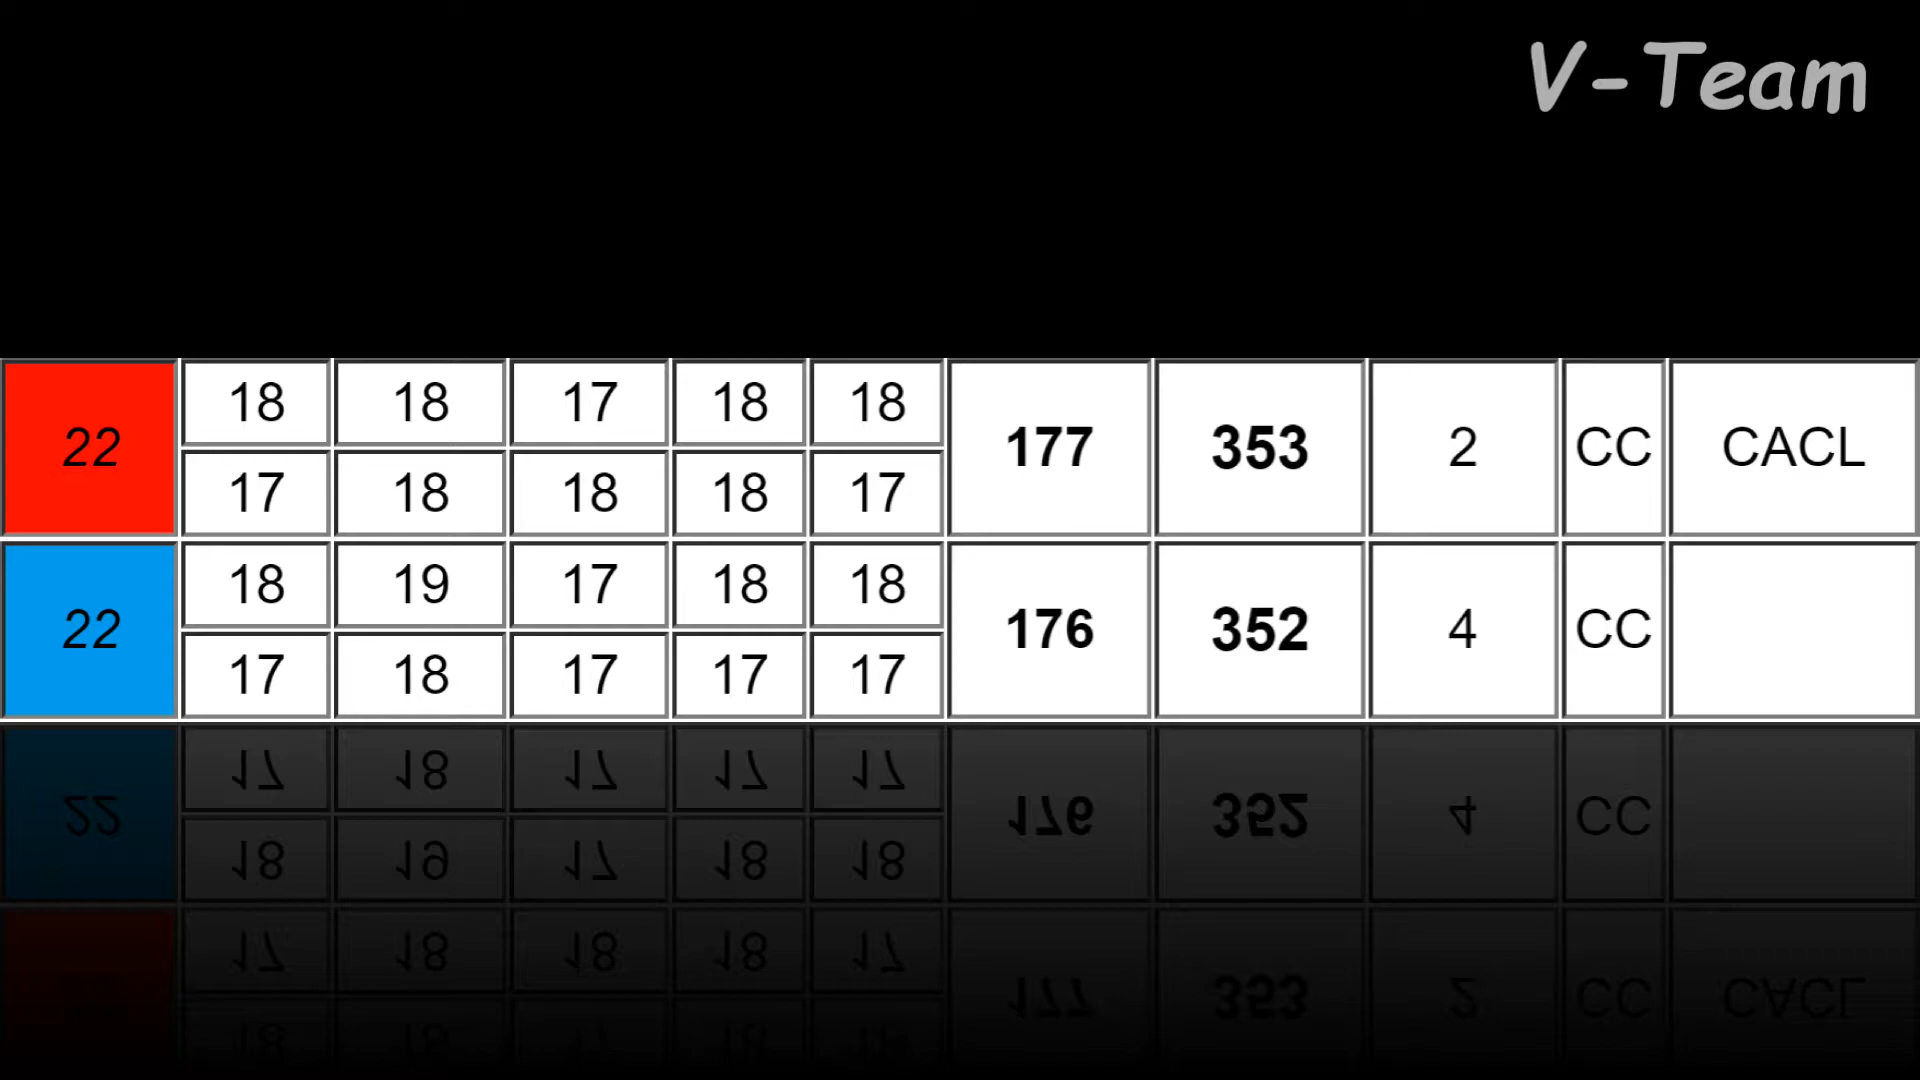 V-Team
22 18 18 17 18 18 177 353 2 CC CACL
17 18 18 18 17
22 18 19 17 18 18 176 352 4 CC
17 18 17 17 17